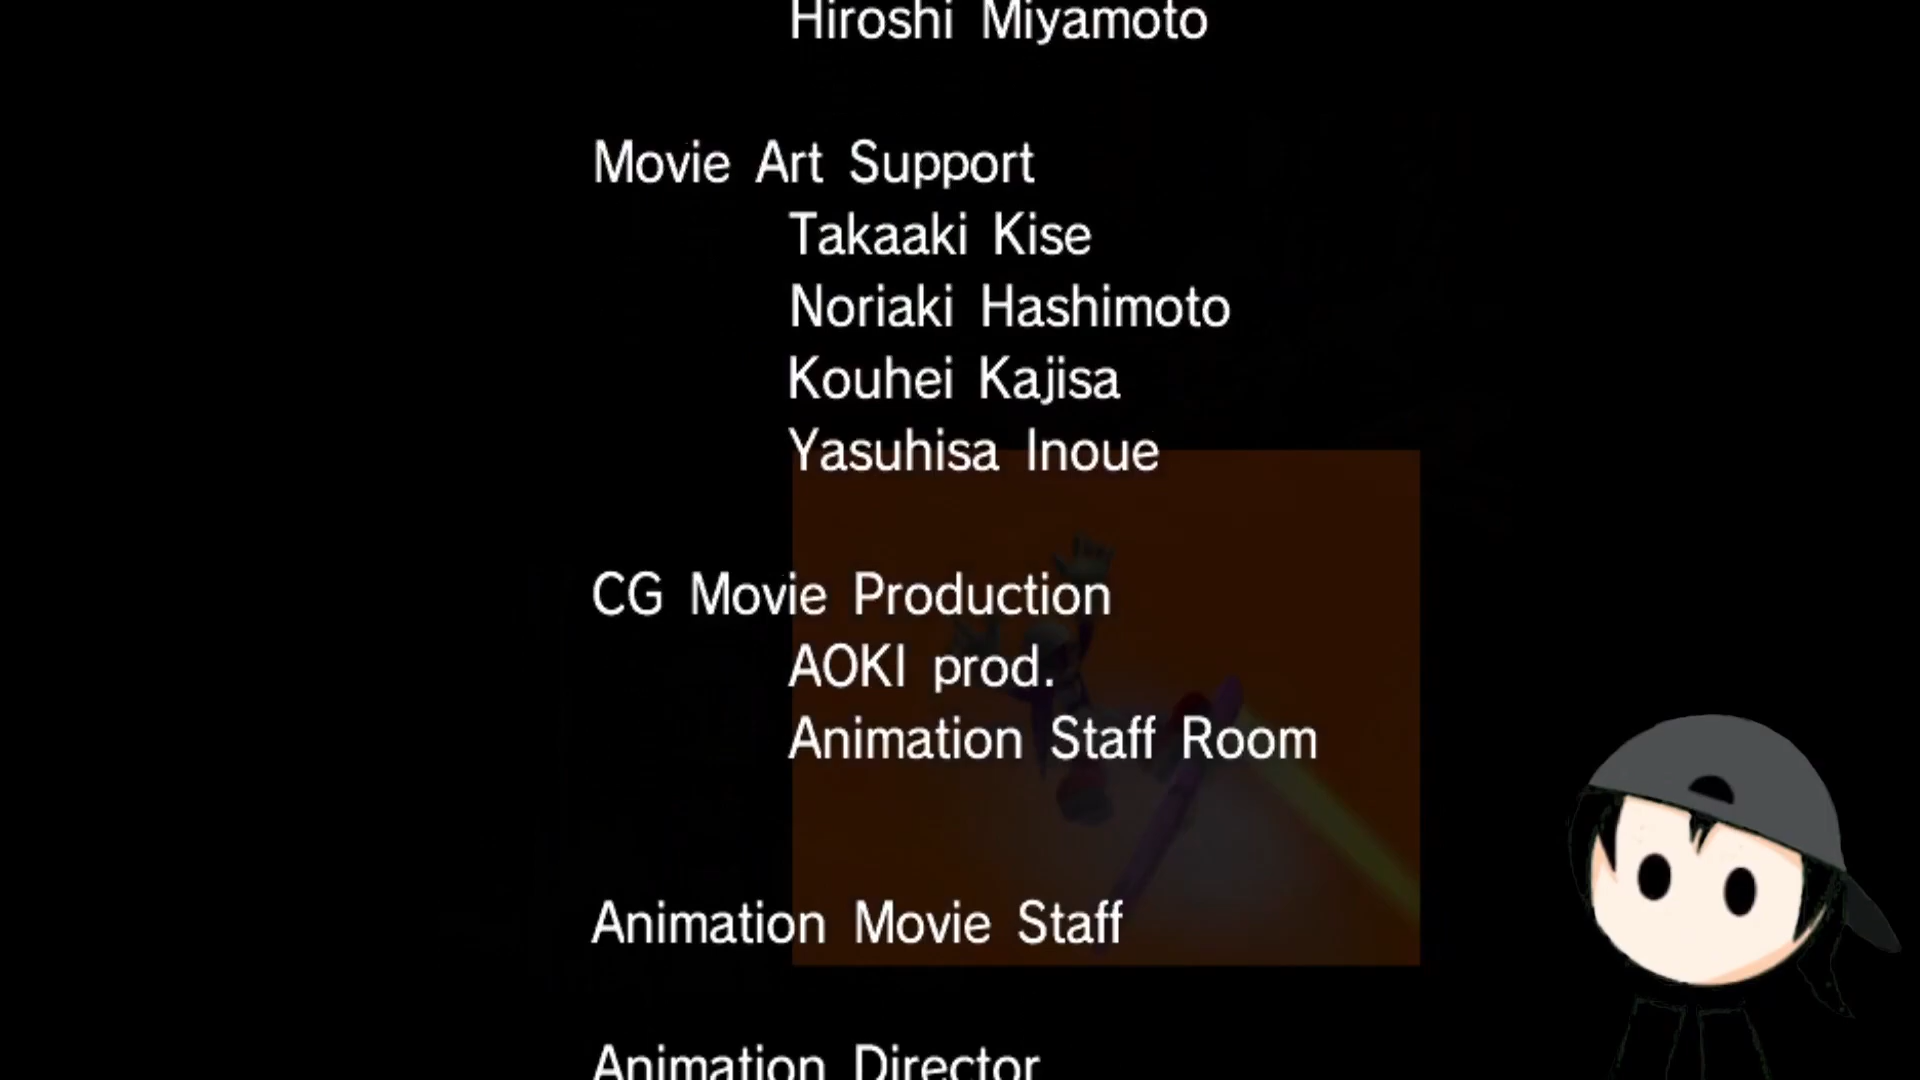 Hiroshi Miyamoto
Movie Art Support
Takaaki Kise
Noriaki Hashimoto
Kouhei Kajisa
Yasuhisa Inoue
CG Movie Production
AOKI prod.
Animation Staff Room
Animation Movie Staff
Animation Director